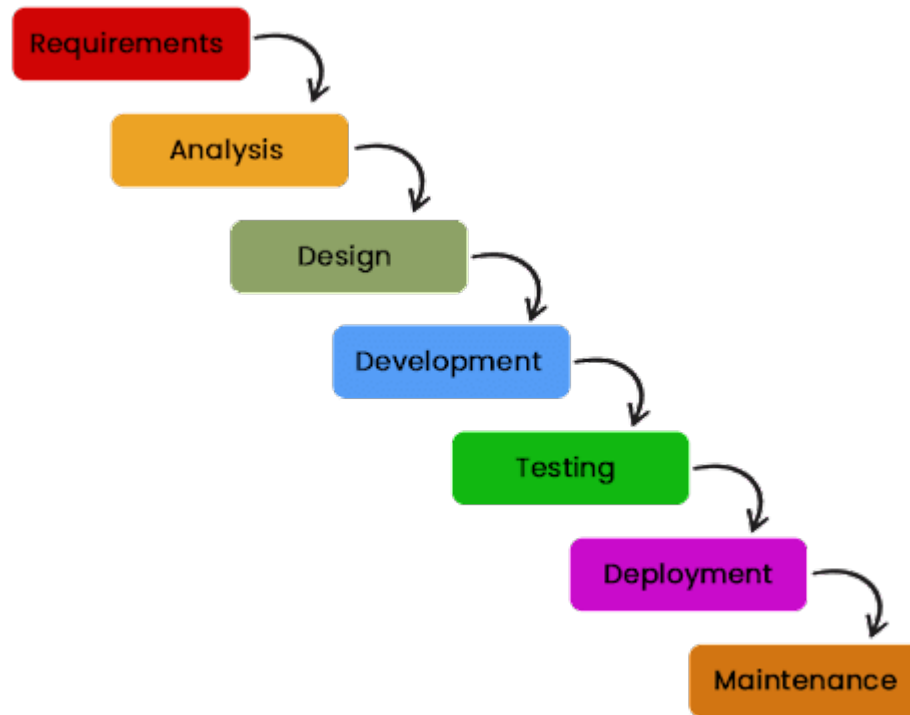 Requirements
Analysis
Design
Development
Testing
Deployment
Maintenance